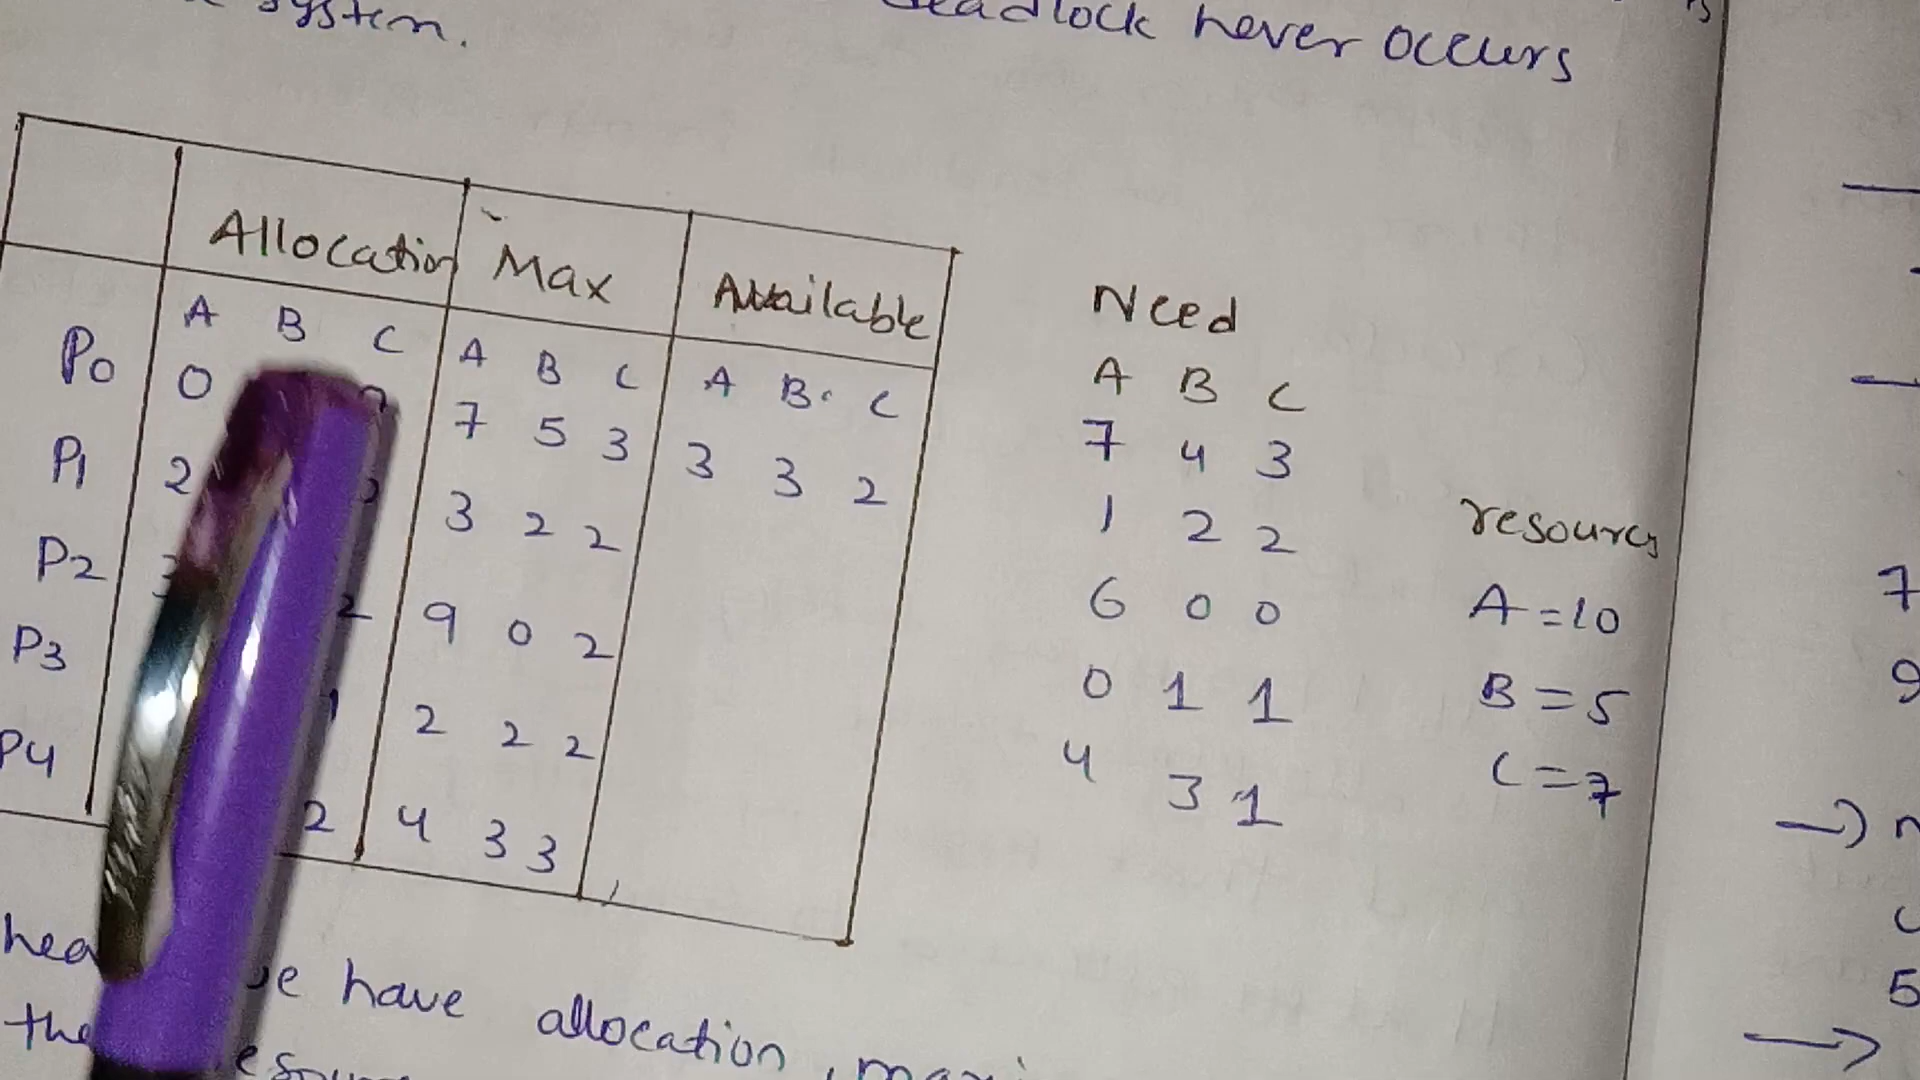 system.
Deadlock never occurs
Allocation Max Available
A B C A B C A B C
P0 0 7 5 3 3 3 2
P1 2 3 2 2
P2 2 9 0 2
P3 1 2 2 2
P4 2 4 3 3
Need
A B C
7 4 3
1 2 2
6 0 0
0 1 1
4 3 1
resources
A = 10
B = 5
C = 7
have allocation,
7
5